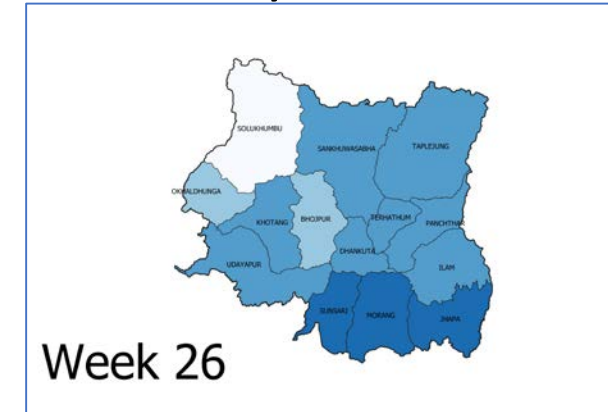 SOLUKHUMBU
SANKHUWASABHA
TAPLEJUNG
OKHALDHUNGA
KHOTANG
BHOJPUR
TERHATHUM
PANCHTHAR
DHANKUTA
UDAYAPUR
ILAM
SUNSARI
MORANG
JHAPA
Week 26